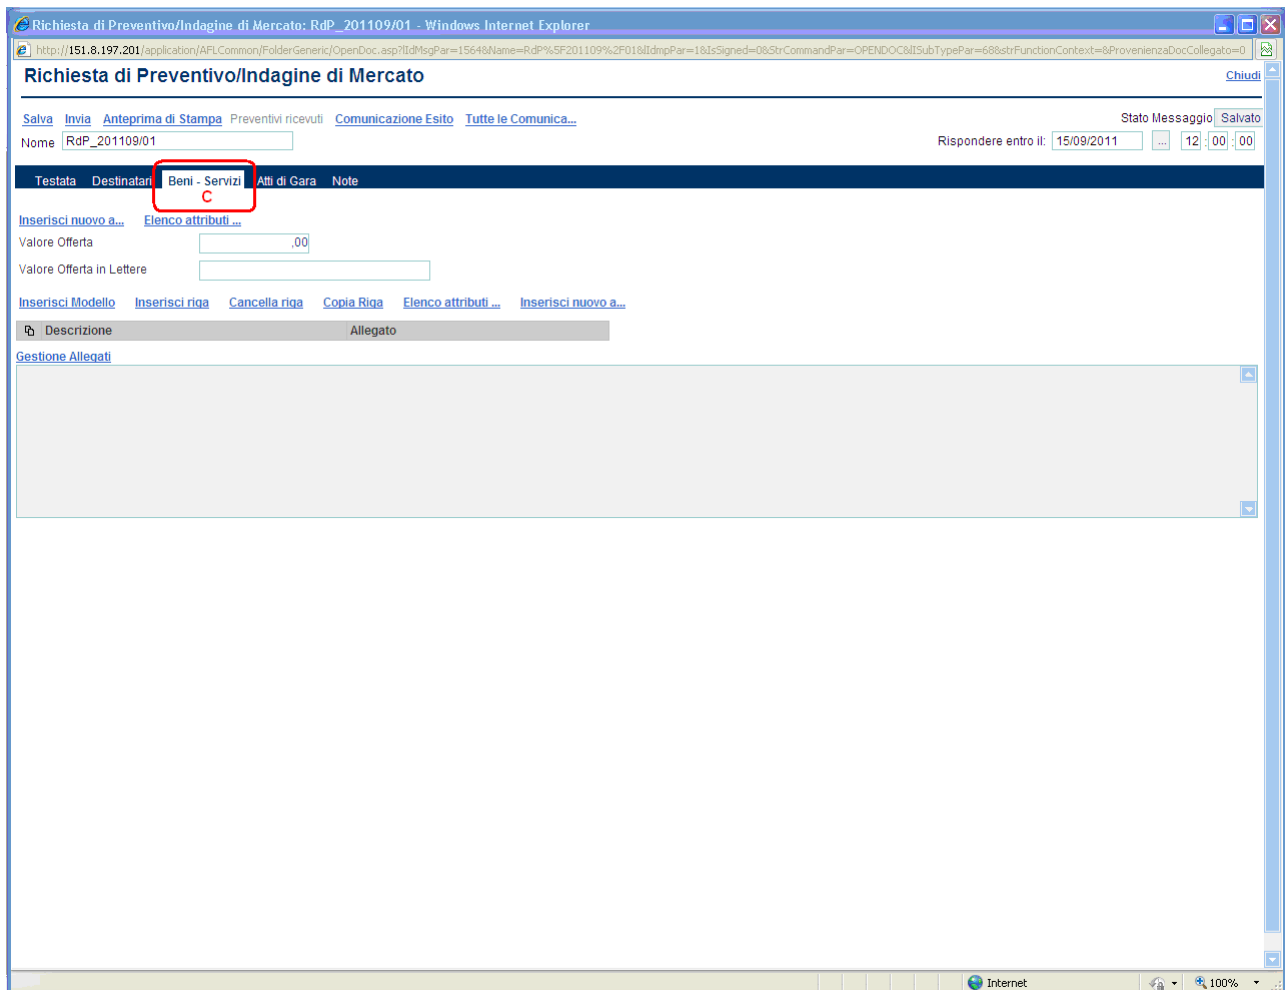 Richiesta di Preventivo/Indagine di Mercato: RdP_201109/01 - Windows Internet Explorer
http://151.8.197.201/application/AFLCommon/FolderGeneric/OpenDoc.asp?lIdMsgPar=1564&Name=RdP%5F201109%2F01&lIdmpPar=1&IsSigned=0&StrCommandPar=OPENDOC&lISubTypePar=68&strFunctionContext=&ProvenienzaDocCollegato=0
Richiesta di Preventivo/Indagine di Mercato Chiudi
Salva Invia Anteprima di Stampa Preventivi ricevuti Comunicazione Esito Tutte le Comunica... Stato Messaggio Salvato
Nome RdP_201109/01 Rispondere entro il: 15/09/2011 ... 12 : 00 : 00
Testata Destinatari Beni - Servizi Atti di Gara Note
C
Inserisci nuovo a... Elenco attributi ...
Valore Offerta ,00
Valore Offerta in Lettere
Inserisci Modello Inserisci riga Cancella riga Copia Riga Elenco attributi ... Inserisci nuovo a...
Descrizione Allegato
Gestione Allegati
Internet 100%